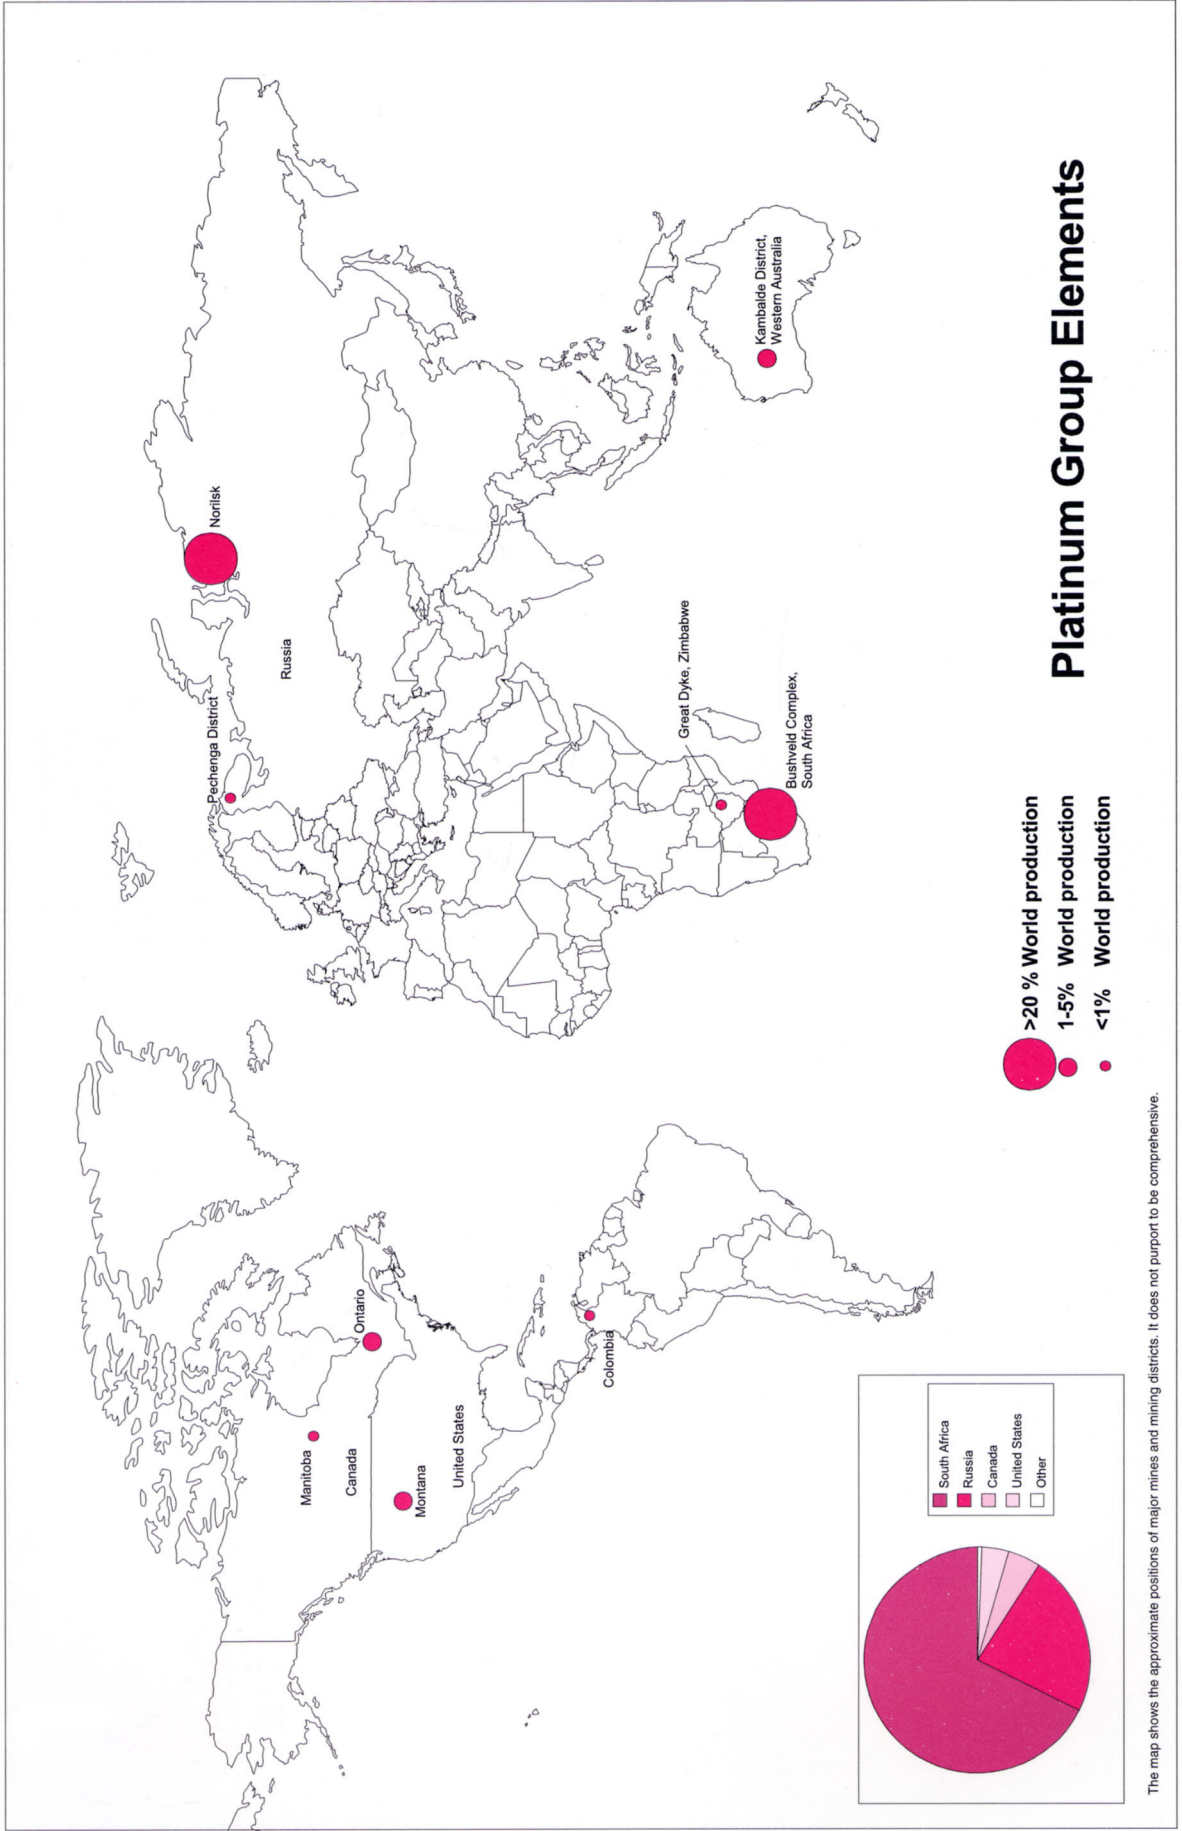 Norilsk
Pechenga District
Russia
Ontario
Manitoba
Canada
Montana
United States
Colombia
Great Dyke, Zimbabwe
Kambalde District,
Western Australia
Bushveld Complex,
South Africa
South Africa
Russia
Canada
United States
Other
>20 % World production
1-5% World production
<1% World production
Platinum Group Elements
The map shows the approximate positions of major mines and mining districts. It does not purport to be comprehensive.